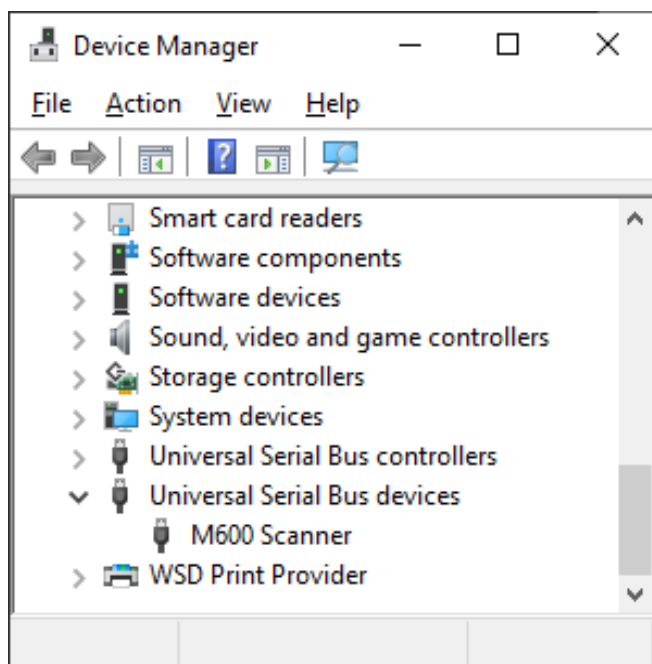 Device Manager
File Action View Help
Smart card readers
Software components
Software devices
Sound, video and game controllers
Storage controllers
System devices
Universal Serial Bus controllers
Universal Serial Bus devices
M600 Scanner
WSD Print Provider